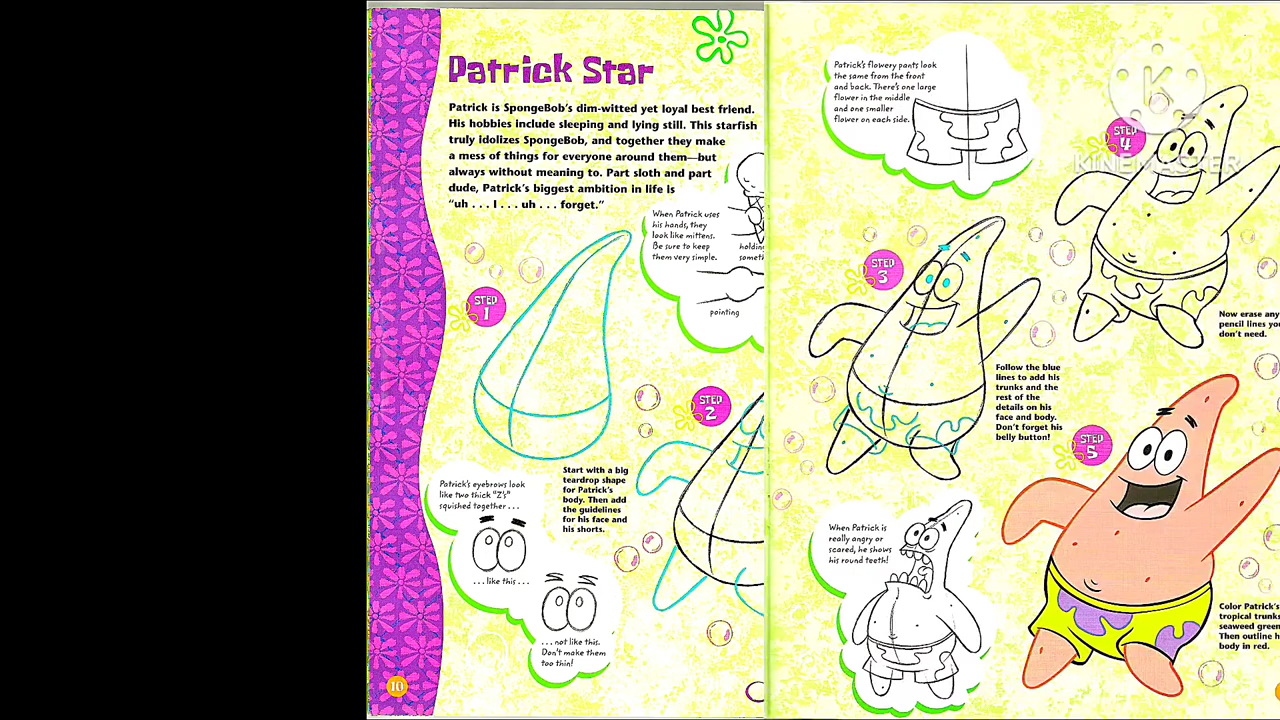 Patrick Star
Patrick is SpongeBob's dim-witted yet loyal best friend.
His hobbies include sleeping and lying still. This starfish
truly idolizes SpongeBob, and together they make
a mess of things for everyone around them—but
always without meaning to. Part sloth and part
dude, Patrick's biggest ambition in life is
"uh . . . I . . . uh . . . forget."
When Patrick uses
his hands, they
look like mittens.
Be sure to keep
them very simple.
holding
someth
pointing
STEP
1
STEP
2
Start with a big
teardrop shape
for Patrick's
body. Then add
the guidelines
for his face and
his shorts.
Patrick's eyebrows look
like two thick "Z's"
squished together . . .
. . . like this . . .
. . . not like this.
Don't make them
too thin!
10
Patrick's flowery pants look
the same from the front
and back. There's one large
flower in the middle
and one smaller
flower on each side.
STEP
3
Follow the blue
lines to add his
trunks and the
rest of the
details on his
face and body.
Don't forget his
belly button!
When Patrick is
really angry or
scared, he shows
his round teeth!
STEP
4
K
KINEMASTER
Now erase any
pencil lines you
don't need.
STEP
5
Color Patrick's
tropical trunks
seaweed green
Then outline h
body in red.